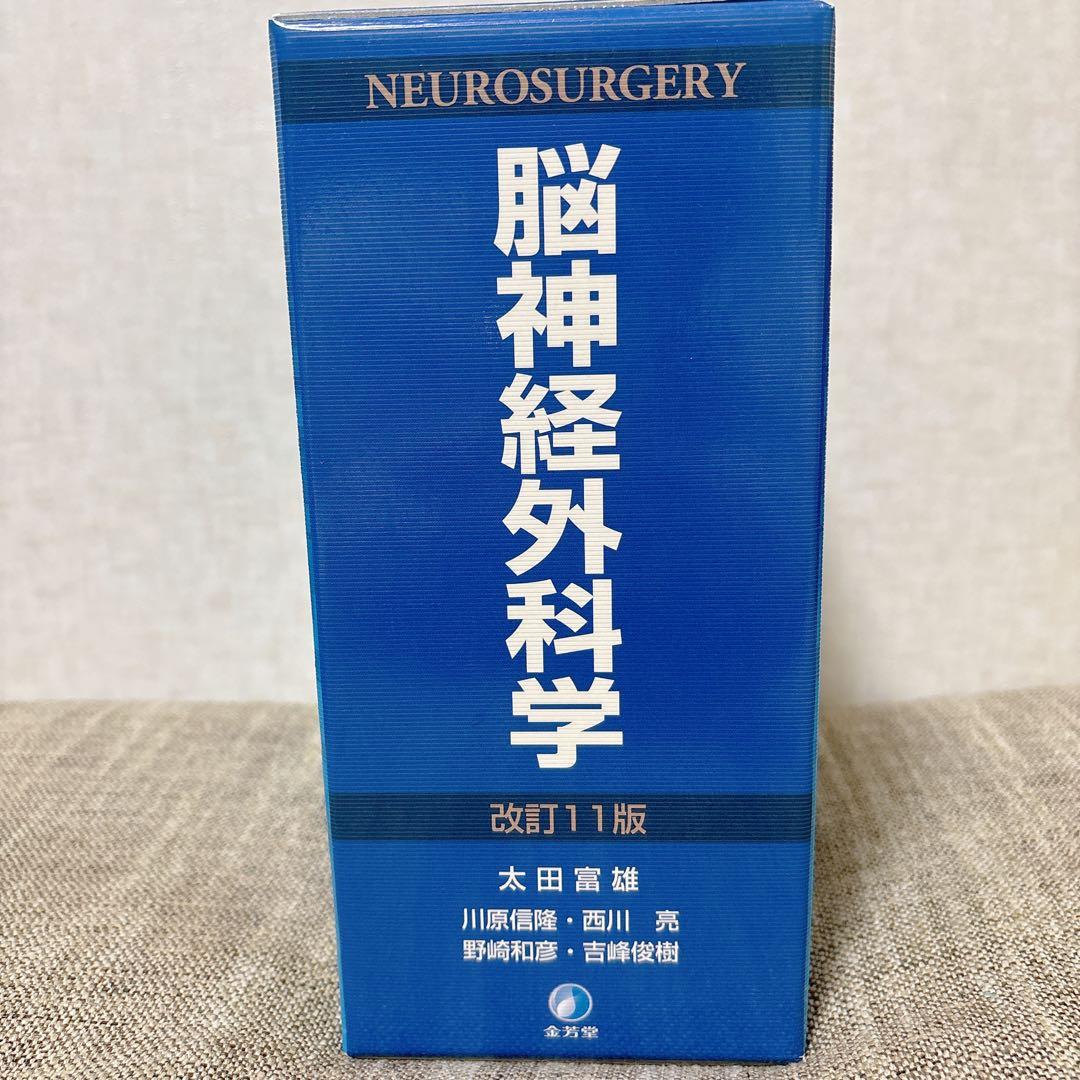 NEUROSURGERY
脳神経外科学
改訂11版
太田富雄
川原信隆・西川 亮
野崎和彦・吉峰俊樹
金芳堂